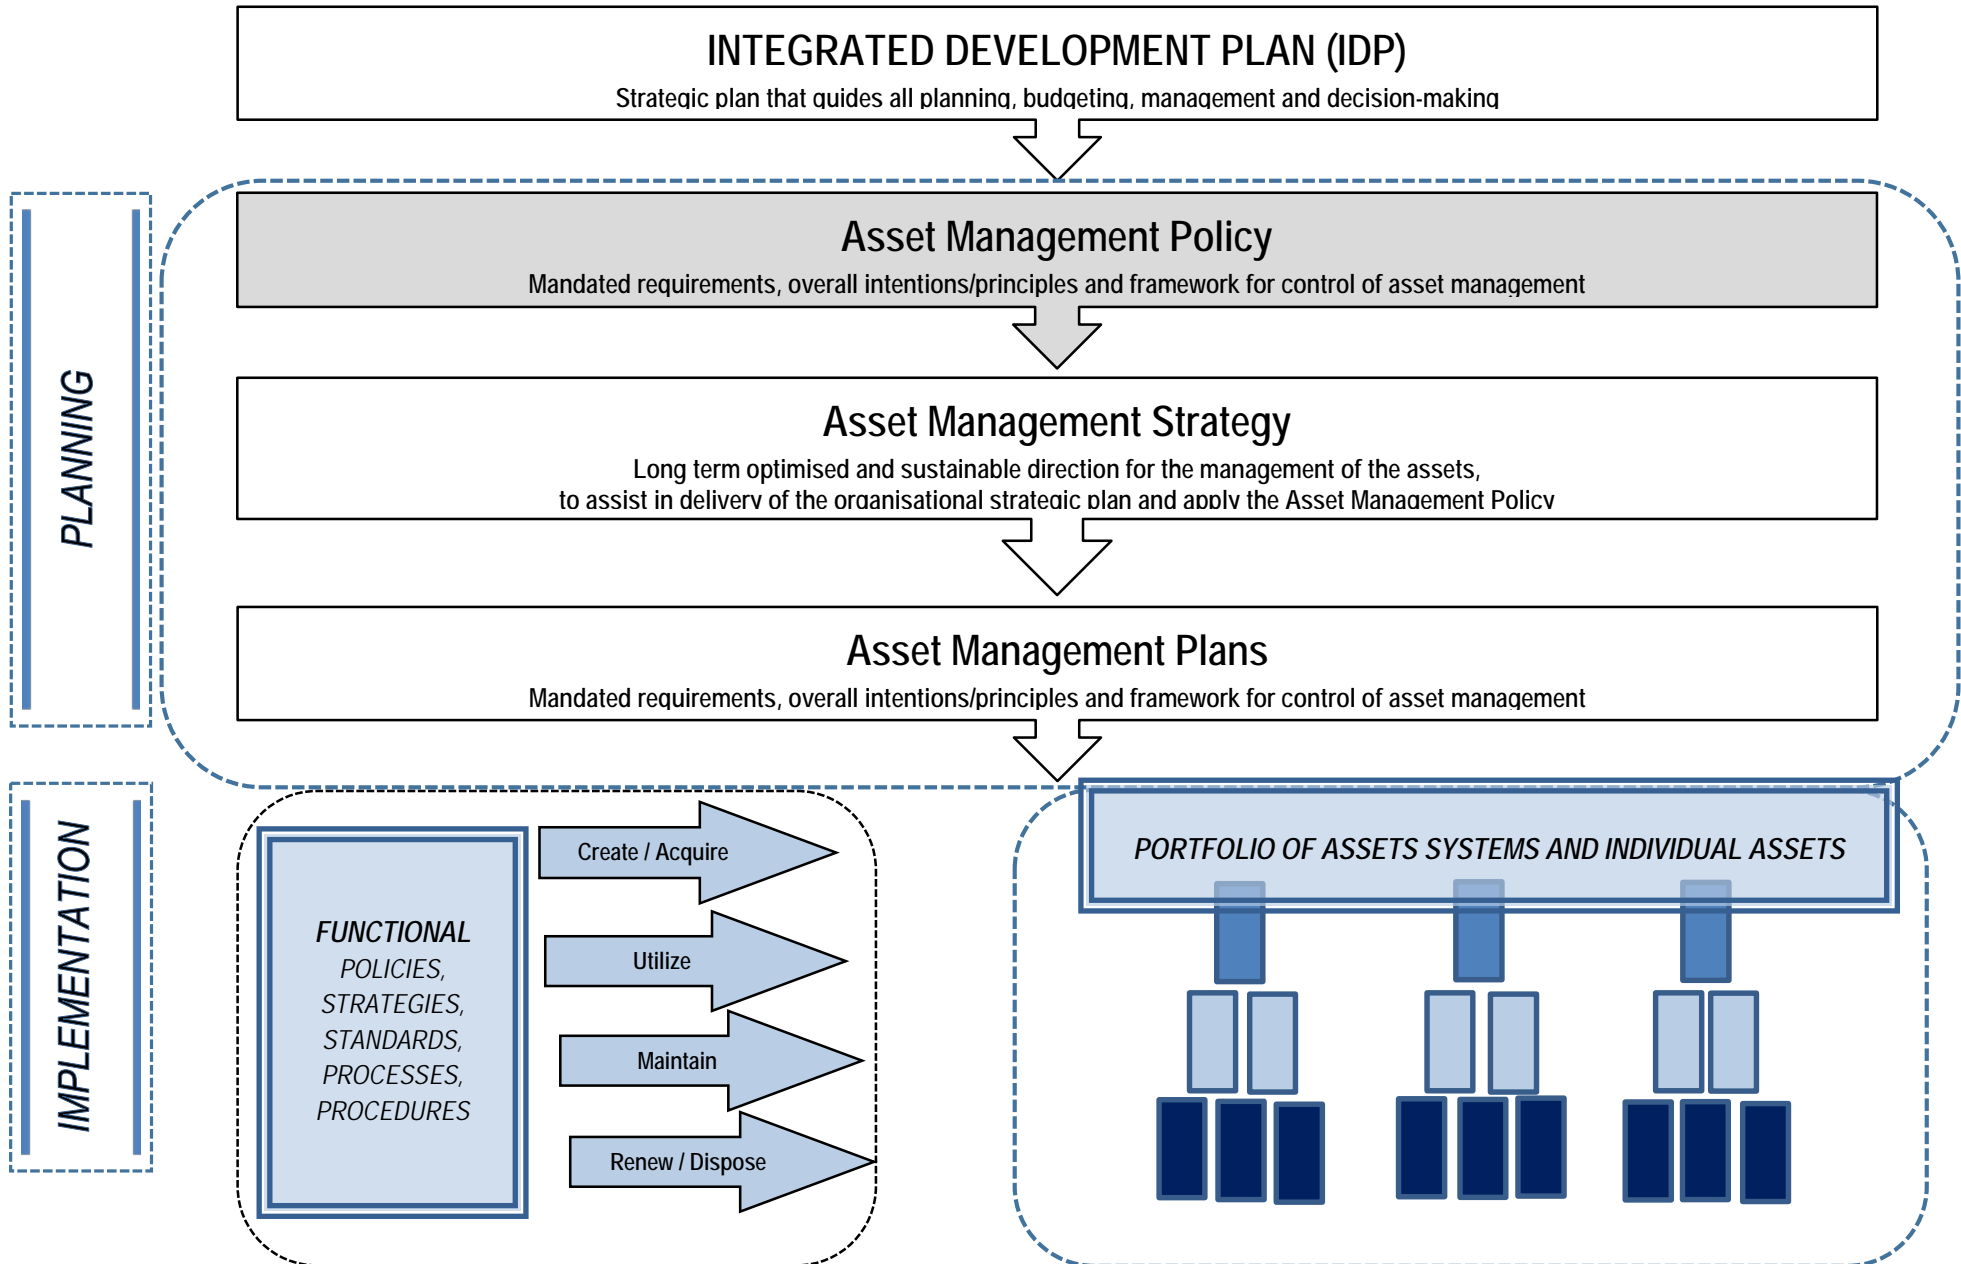 INTEGRATED DEVELOPMENT PLAN (IDP)
Strategic plan that guides all planning, budgeting, management and decision-making
PLANNING
Asset Management Policy
Mandated requirements, overall intentions/principles and framework for control of asset management
Asset Management Strategy
Long term optimised and sustainable direction for the management of the assets,
to assist in delivery of the organisational strategic plan and apply the Asset Management Policy
Asset Management Plans
Mandated requirements, overall intentions/principles and framework for control of asset management
IMPLEMENTATION
FUNCTIONAL
POLICIES,
STRATEGIES,
STANDARDS,
PROCESSES,
PROCEDURES
Create / Acquire
Utilize
Maintain
Renew / Dispose
PORTFOLIO OF ASSETS SYSTEMS AND INDIVIDUAL ASSETS